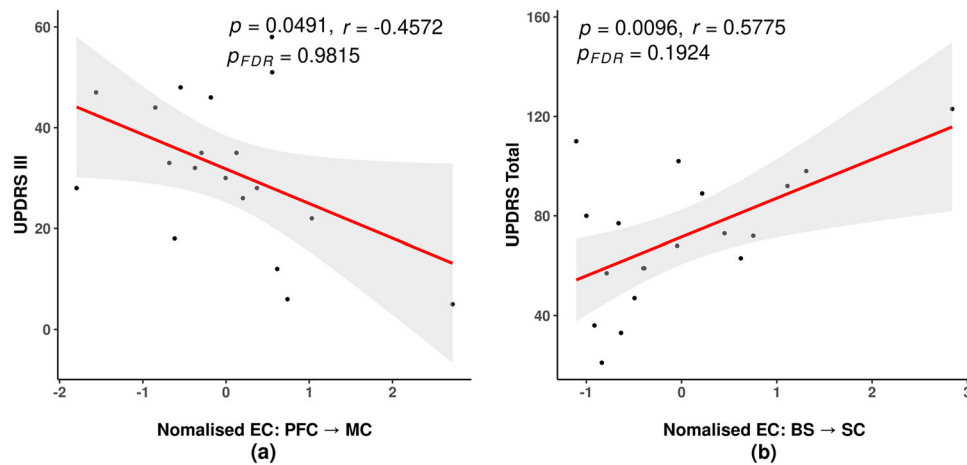 p = 0.0491, r = -0.4572
pFDR = 0.9815
60
40
20
0
UPDRS III
-2 -1 0 1 2
Nomalised EC: PFC → MC
(a)
p = 0.0096, r = 0.5775
pFDR = 0.1924
160
120
80
40
UPDRS Total
-1 0 1 2 3
Nomalised EC: BS → SC
(b)